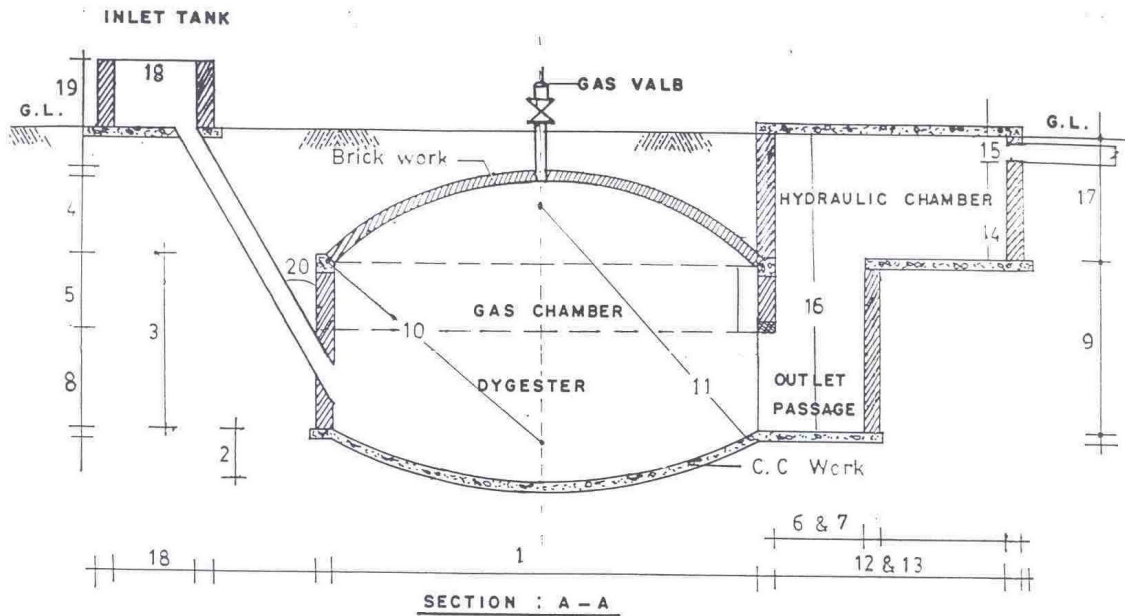 INLET TANK
18
19
G.L.
GAS VALB
G.L.
Brick work
15
HYDRAULIC CHAMBER
17
4
14
20
5
GAS CHAMBER
16
3
10
9
8
DYGESTER
11
OUTLET
PASSAGE
2
C.C Work
6 & 7
18
1
12 & 13
SECTION : A - A